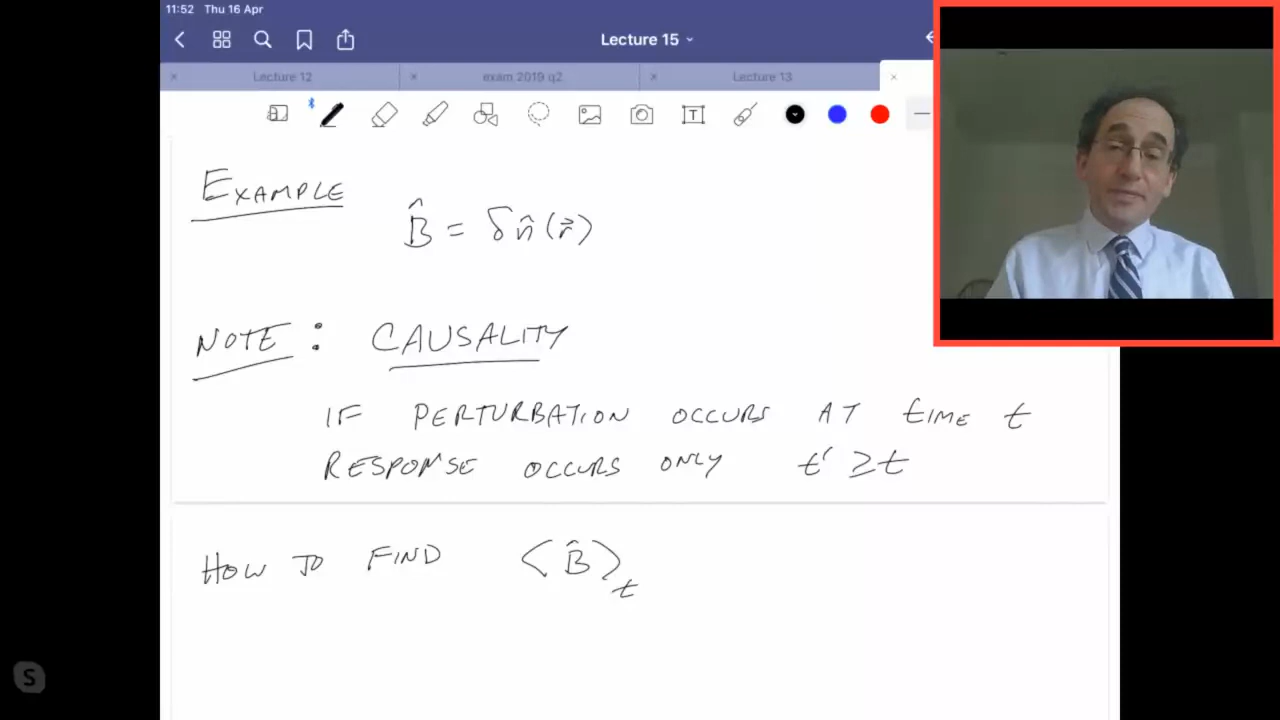 11:52 Thu 16 Apr
Lecture 15
× Lecture 12 × exam 2019 q2 × Lecture 13 ×
T
EXAMPLE
B̂ = δn̂(r⃗)
NOTE : CAUSALITY
IF PERTURBATION OCCURS AT TIME t
RESPONSE OCCURS ONLY t' ≥ t
HOW TO FIND ⟨B̂⟩t
S